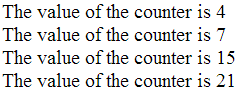 The value of the counter is 4
The value of the counter is 7
The value of the counter is 15
The value of the counter is 21